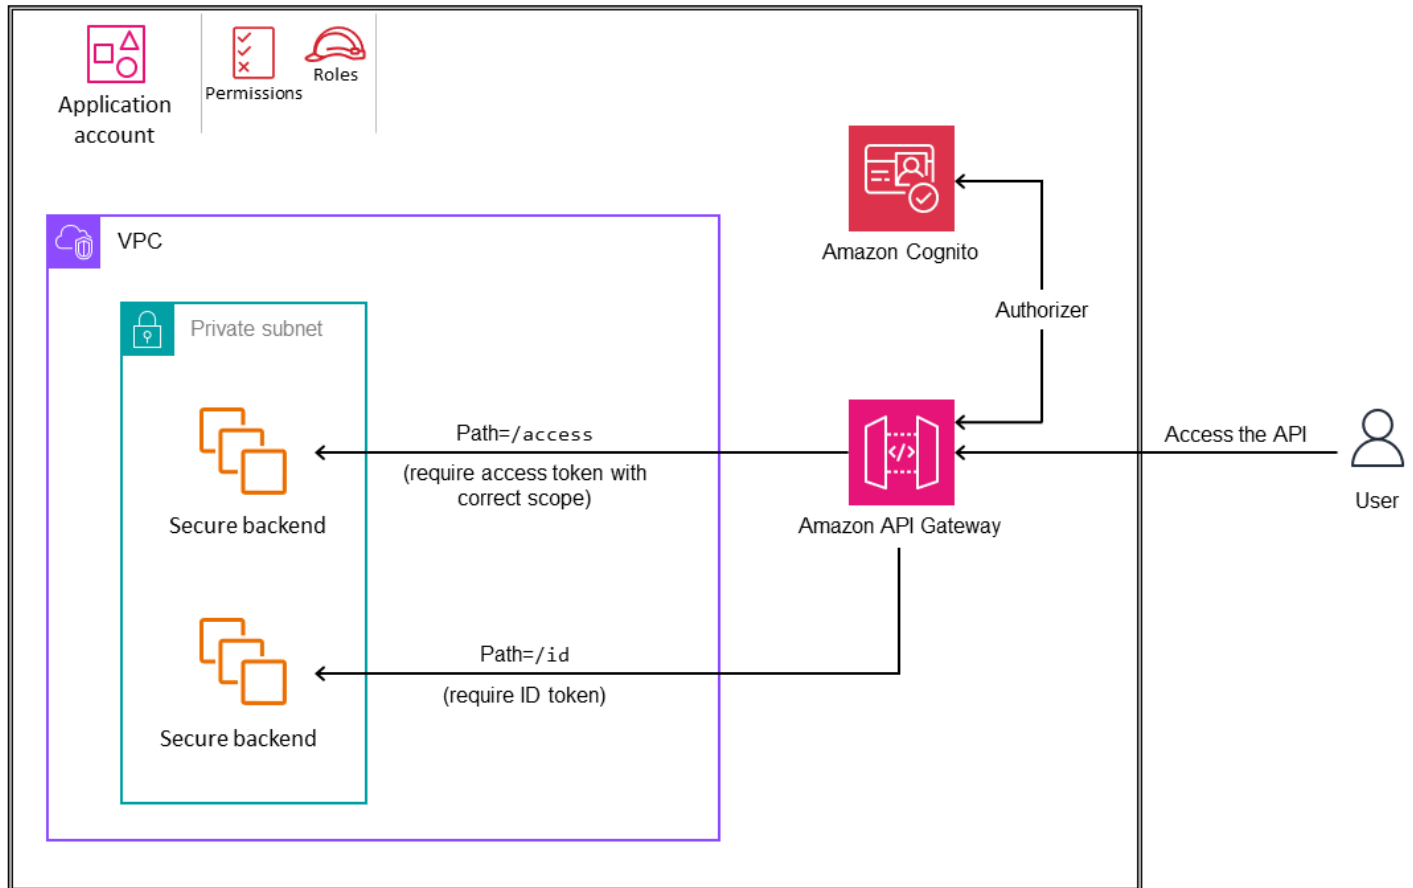 Application
account
Permissions
Roles
Amazon Cognito
VPC
Authorizer
Private subnet
Path=/access
(require access token with
correct scope)
Access the API
User
Secure backend
Amazon API Gateway
Path=/id
(require ID token)
Secure backend